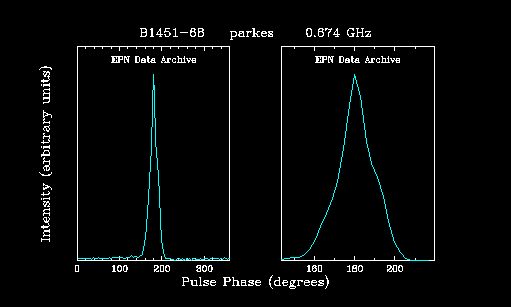 B1451-68 parkes 0.674 GHz
EPN Data Archive EPN Data Archive
Intensity (arbitrary units)
0 100 200 300 160 180 200
Pulse Phase (degrees)